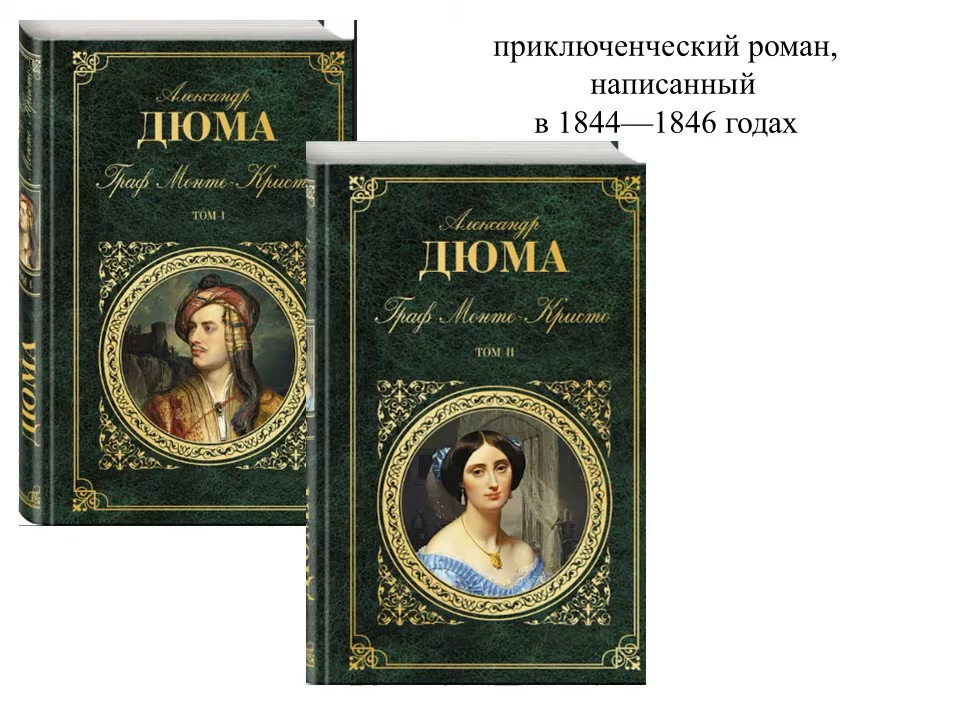 приключенческий роман,
написанный
в 1844—1846 годах
Александр
ДЮМА
Граф Монте-Крист
ТОМ I
ДЮМА
Александр
ДЮМА
Граф Монте-Кристо
ТОМ II